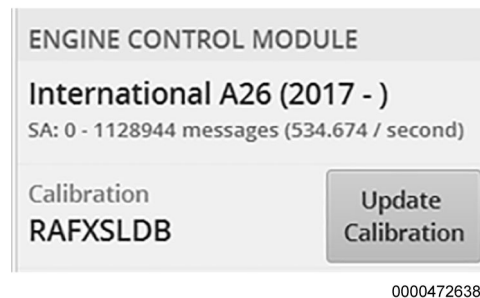 ENGINE CONTROL MODULE
International A26 (2017 - )
SA: 0 - 1128944 messages (534.674 / second)
Calibration
RAFXSLDB
Update
Calibration
0000472638